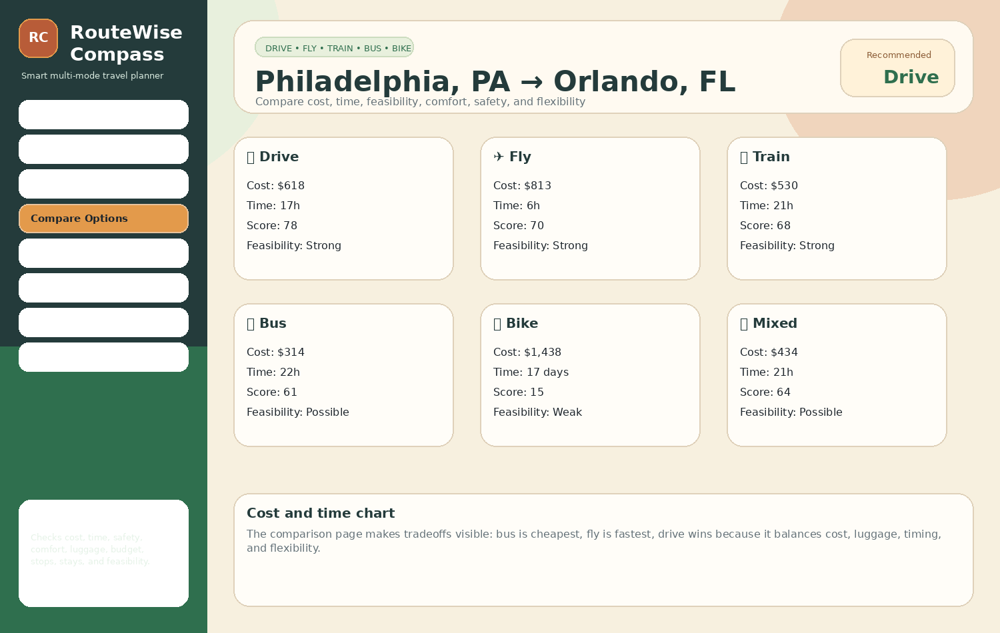 RC
RouteWise
Compass
Smart multi-mode travel planner
Compare Options
Checks cost, time, safety,
comfort, luggage, budget,
stops, stays, and feasibility.
DRIVE • FLY • TRAIN • BUS • BIKE
Philadelphia, PA → Orlando, FL
Compare cost, time, feasibility, comfort, safety, and flexibility
Recommended
Drive
Drive
Cost: $618
Time: 17h
Score: 78
Feasibility: Strong
✈ Fly
Cost: $813
Time: 6h
Score: 70
Feasibility: Strong
Train
Cost: $530
Time: 21h
Score: 68
Feasibility: Strong
Bus
Cost: $314
Time: 22h
Score: 61
Feasibility: Possible
Bike
Cost: $1,438
Time: 17 days
Score: 15
Feasibility: Weak
Mixed
Cost: $434
Time: 21h
Score: 64
Feasibility: Possible
Cost and time chart
The comparison page makes tradeoffs visible: bus is cheapest, fly is fastest, drive wins because it balances cost, luggage, timing,
and flexibility.